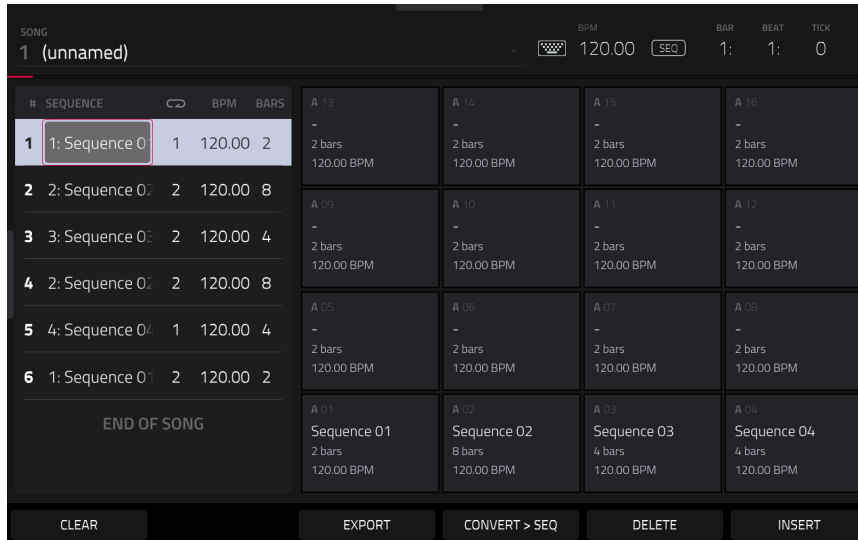 SONG BPM BAR BEAT TICK
1 (unnamed) 120.00 SEQ 1: 1: 0
# SEQUENCE BPM BARS
1 1: Sequence 01 1 120.00 2
2 2: Sequence 02 2 120.00 8
3 3: Sequence 03 2 120.00 4
4 2: Sequence 02 2 120.00 8
5 4: Sequence 04 1 120.00 4
6 1: Sequence 01 2 120.00 2
END OF SONG
A 13 A 14 A 15 A 16
- - - -
2 bars 2 bars 2 bars 2 bars
120.00 BPM 120.00 BPM 120.00 BPM 120.00 BPM
A 09 A 10 A 11 A 12
- - - -
2 bars 2 bars 2 bars 2 bars
120.00 BPM 120.00 BPM 120.00 BPM 120.00 BPM
A 05 A 06 A 07 A 08
- - - -
2 bars 2 bars 2 bars 2 bars
120.00 BPM 120.00 BPM 120.00 BPM 120.00 BPM
A 01 A 02 A 03 A 04
Sequence 01 Sequence 02 Sequence 03 Sequence 04
2 bars 8 bars 4 bars 4 bars
120.00 BPM 120.00 BPM 120.00 BPM 120.00 BPM
CLEAR EXPORT CONVERT > SEQ DELETE INSERT